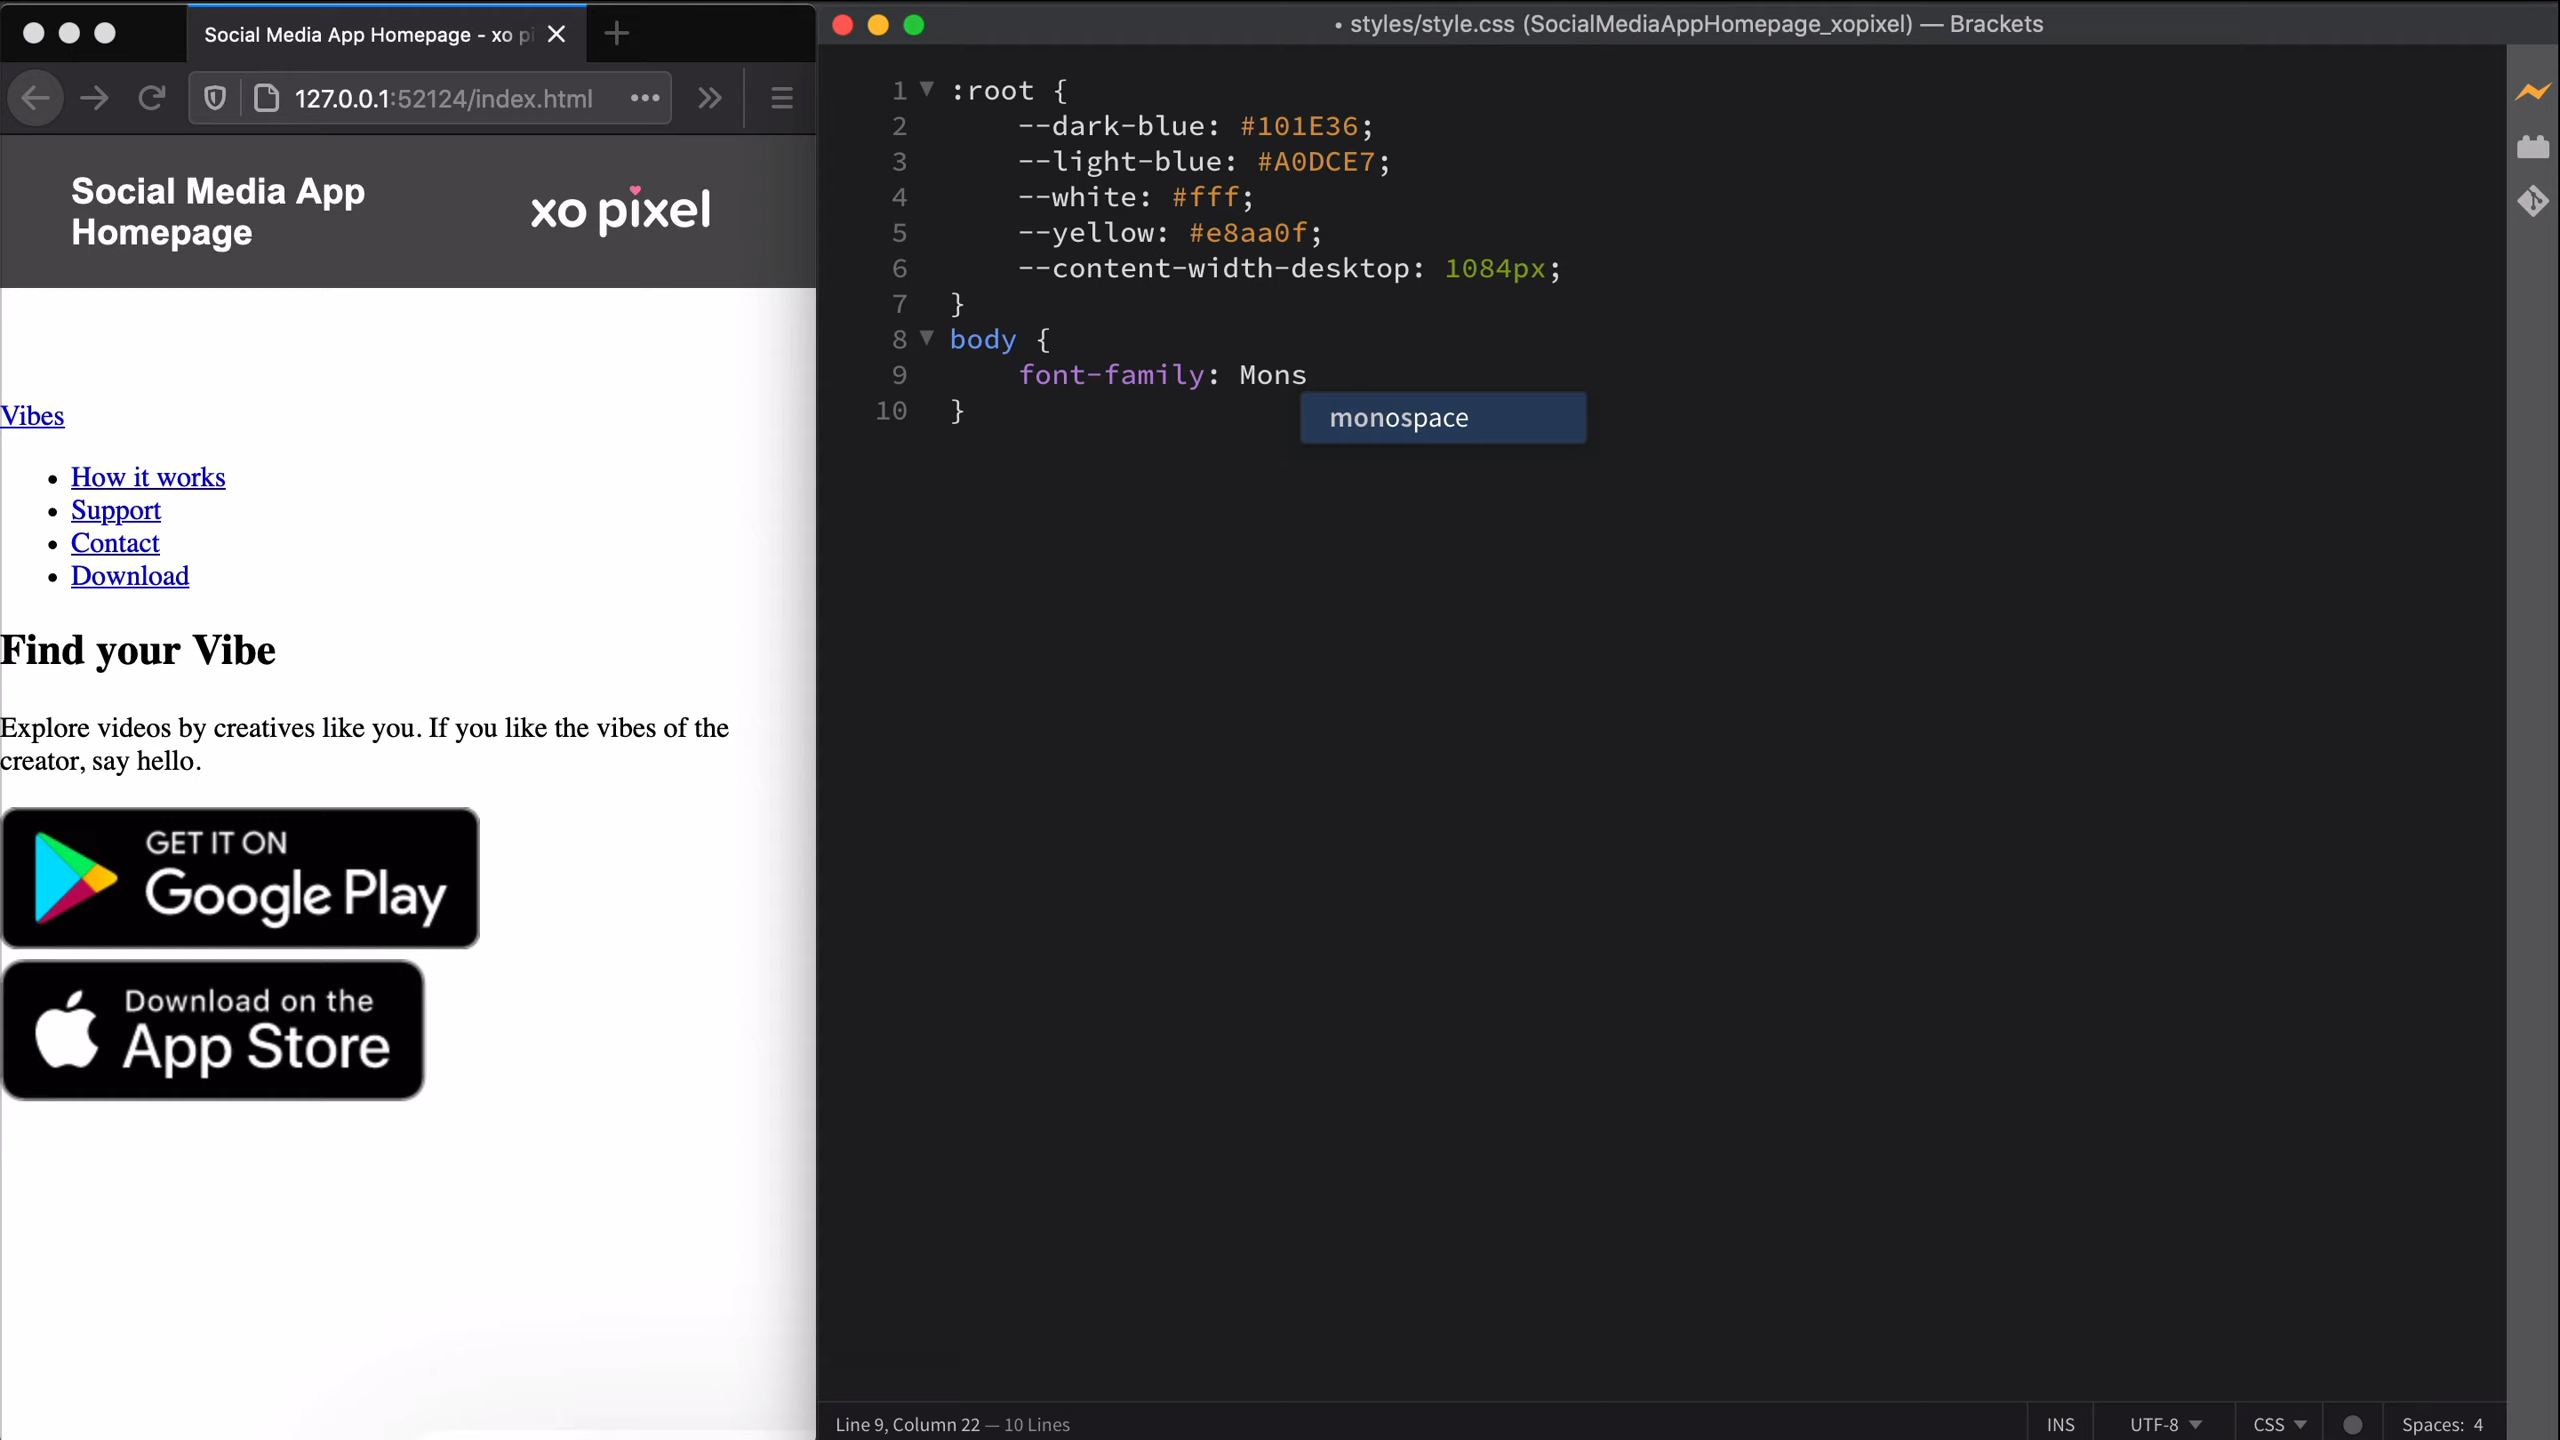 Social Media App Homepage - xo pi
127.0.0.1:52124/index.html
Social Media App
Homepage
xo pixel
Vibes
How it works
Support
Contact
Download
Find your Vibe
Explore videos by creatives like you. If you like the vibes of the
creator, say hello.
GET IT ON
Google Play
Download on the
App Store
• styles/style.css (SocialMediaAppHomepage_xopixel) — Brackets
1 :root {
2 --dark-blue: #101E36;
3 --light-blue: #A0DCE7;
4 --white: #fff;
5 --yellow: #e8aa0f;
6 --content-width-desktop: 1084px;
7 }
8 body {
9 font-family: Mons
monospace
10 }
Line 9, Column 22 — 10 Lines
INS
UTF-8
CSS
Spaces: 4